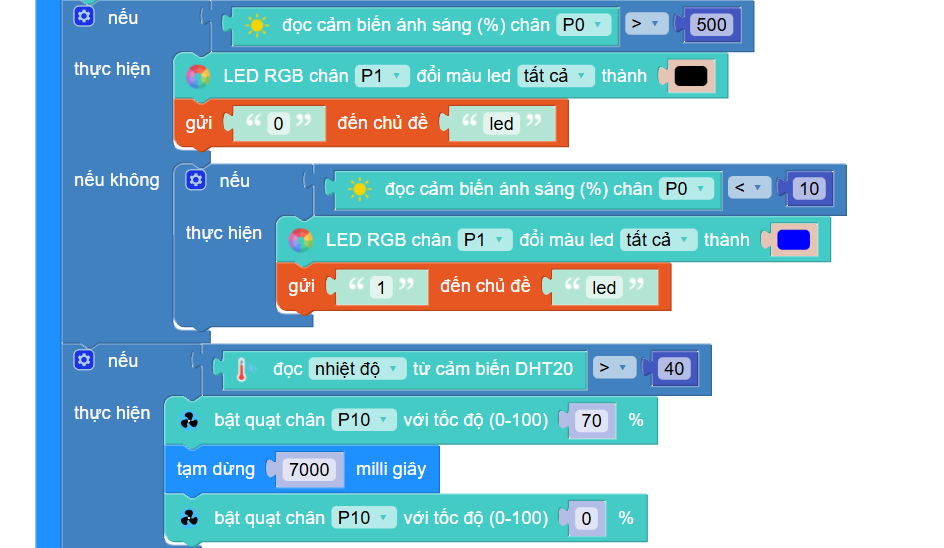 nếu đọc cảm biến ánh sáng (%) chân P0 > 500
thực hiện LED RGB chân P1 đổi màu led tất cả thành
gửi “ 0 ” đến chủ đề “ led ”
nếu không nếu đọc cảm biến ánh sáng (%) chân P0 < 10
thực hiện LED RGB chân P1 đổi màu led tất cả thành
gửi “ 1 ” đến chủ đề “ led ”
nếu đọc nhiệt độ từ cảm biến DHT20 > 40
thực hiện bật quạt chân P10 với tốc độ (0-100) 70 %
tạm dừng 7000 milli giây
bật quạt chân P10 với tốc độ (0-100) 0 %